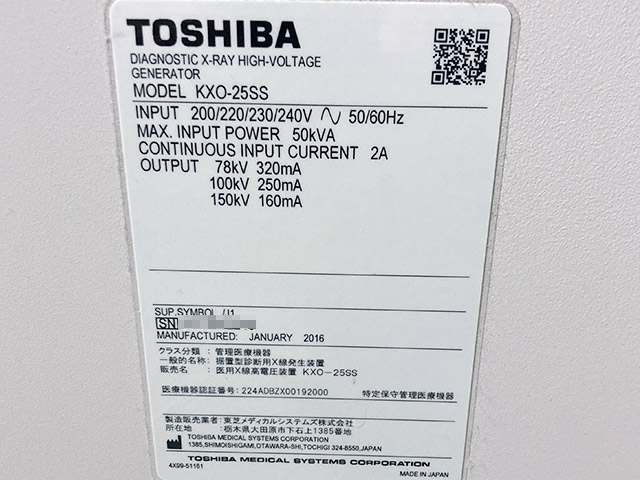 TOSHIBA
DIAGNOSTIC X-RAY HIGH-VOLTAGE
GENERATOR
MODEL KXO-25SS
INPUT 200/220/230/240V ∿ 50/60Hz
MAX. INPUT POWER 50kVA
CONTINUOUS INPUT CURRENT 2A
OUTPUT 78kV 320mA
100kV 250mA
150kV 160mA
SUP.SYMBOL /J1
SN
MANUFACTURED: JANUARY 2016
クラス分類：管理医療機器
一般的名称：据置型診断用X線発生装置
販売名：医用X線高電圧装置 KXO-25SS
医療機器認証番号：224ADBZX00192000 特定保守管理医療機器
製造販売業者：東芝メディカルシステムズ株式会社
所在地：栃木県大田原市下石上1385番地
TOSHIBA MEDICAL SYSTEMS CORPORATION
1385,SHIMOISHIGAMI,OTAWARA-SHI,TOCHIGI 324-8550,JAPAN
TOSHIBA MEDICAL SYSTEMS CORPORATION
4X99-51161 MADE IN JAPAN